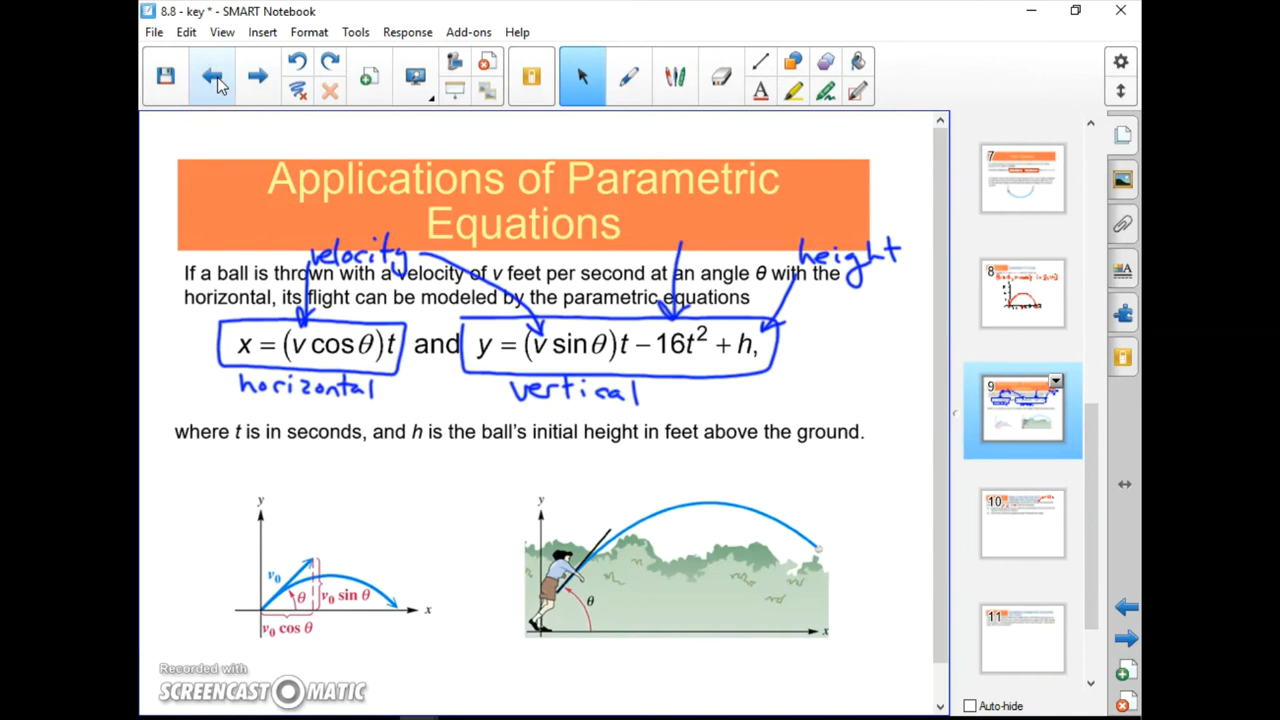 8.8 - key * - SMART Notebook
File Edit View Insert Format Tools Response Add-ons Help
Applications of Parametric
Equations
velocity
height
If a ball is thrown with a velocity of v feet per second at an angle θ with the
horizontal, its flight can be modeled by the parametric equations
x = (v cos θ)t and y = (v sin θ)t − 16t² + h,
horizontal vertical
where t is in seconds, and h is the ball's initial height in feet above the ground.
y
v₀
θ
v₀ sin θ
x
v₀ cos θ
y
θ
x
Recorded with
SCREENCAST O MATIC
7
8
9
10
11
Auto-hide